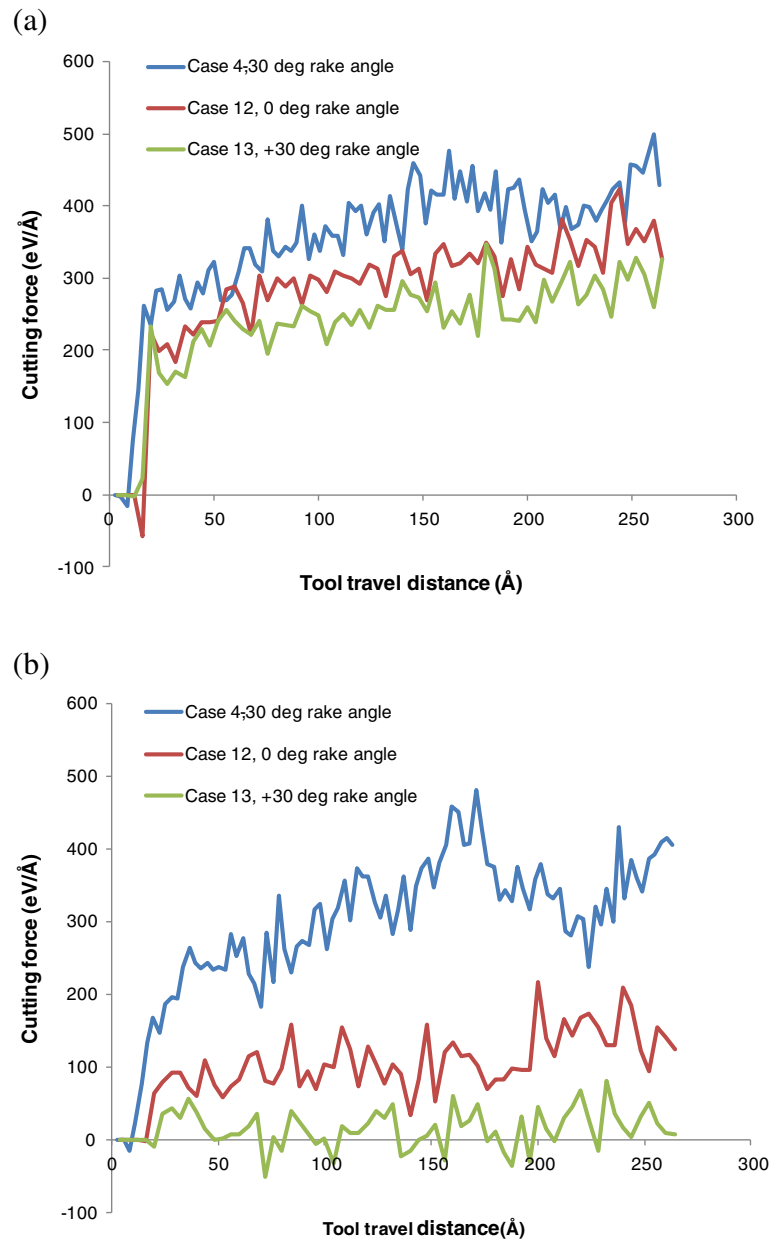 (a)
600
500
400
300
200
100
0
-100
0
50
100
150
200
250
300
Cutting force (eV/Å)
Tool travel distance (Å)
Case 4,-30 deg rake angle
Case 12, 0 deg rake angle
Case 13, +30 deg rake angle
(b)
600
500
400
300
200
100
0
-100
0
50
100
150
200
250
300
Cutting force (eV/Å)
Tool travel distance(Å)
Case 4,-30 deg rake angle
Case 12, 0 deg rake angle
Case 13, +30 deg rake angle